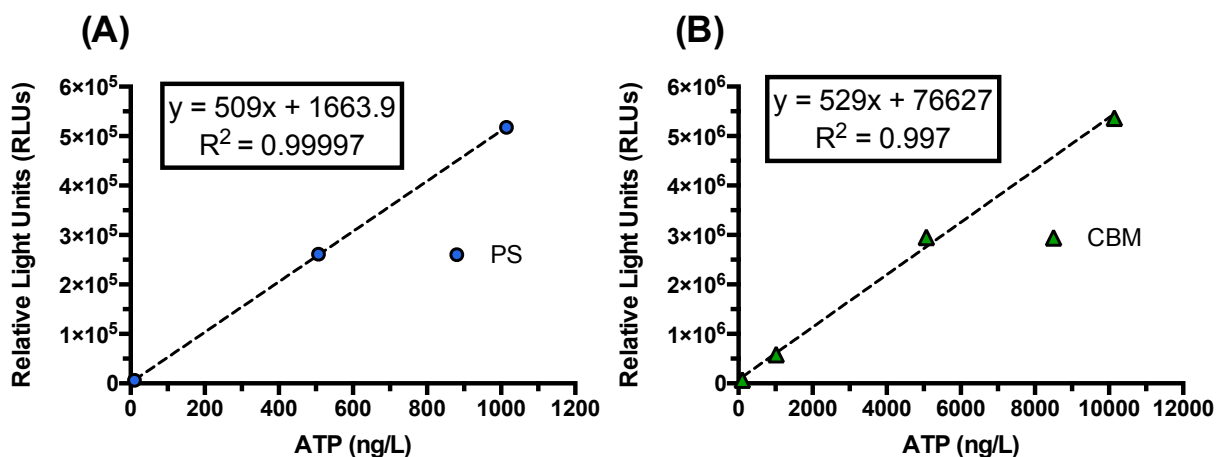 (A)
Relative Light Units (RLUs)
6×10⁵
5×10⁵
4×10⁵
3×10⁵
2×10⁵
1×10⁵
0
y = 509x + 1663.9
R² = 0.99997
PS
0 200 400 600 800 1000 1200
ATP (ng/L)
(B)
Relative Light Units (RLUs)
6×10⁶
5×10⁶
4×10⁶
3×10⁶
2×10⁶
1×10⁶
0
y = 529x + 76627
R² = 0.997
CBM
0 2000 4000 6000 8000 10000 12000
ATP (ng/L)